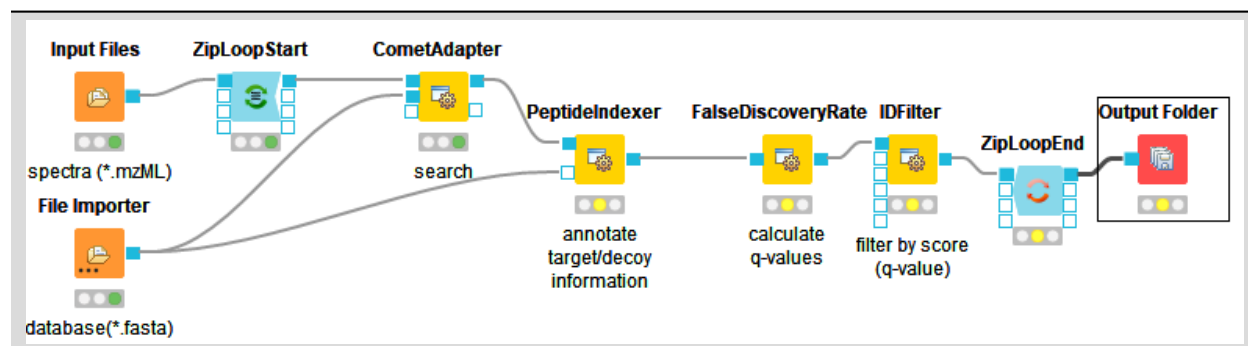 Input Files
ZipLoopStart
CometAdapter
PeptideIndexer
FalseDiscoveryRate
IDFilter
ZipLoopEnd
Output Folder
spectra (*.mzML)
search
File Importer
annotate
target/decoy
information
calculate
q-values
filter by score
(q-value)
database(*.fasta)